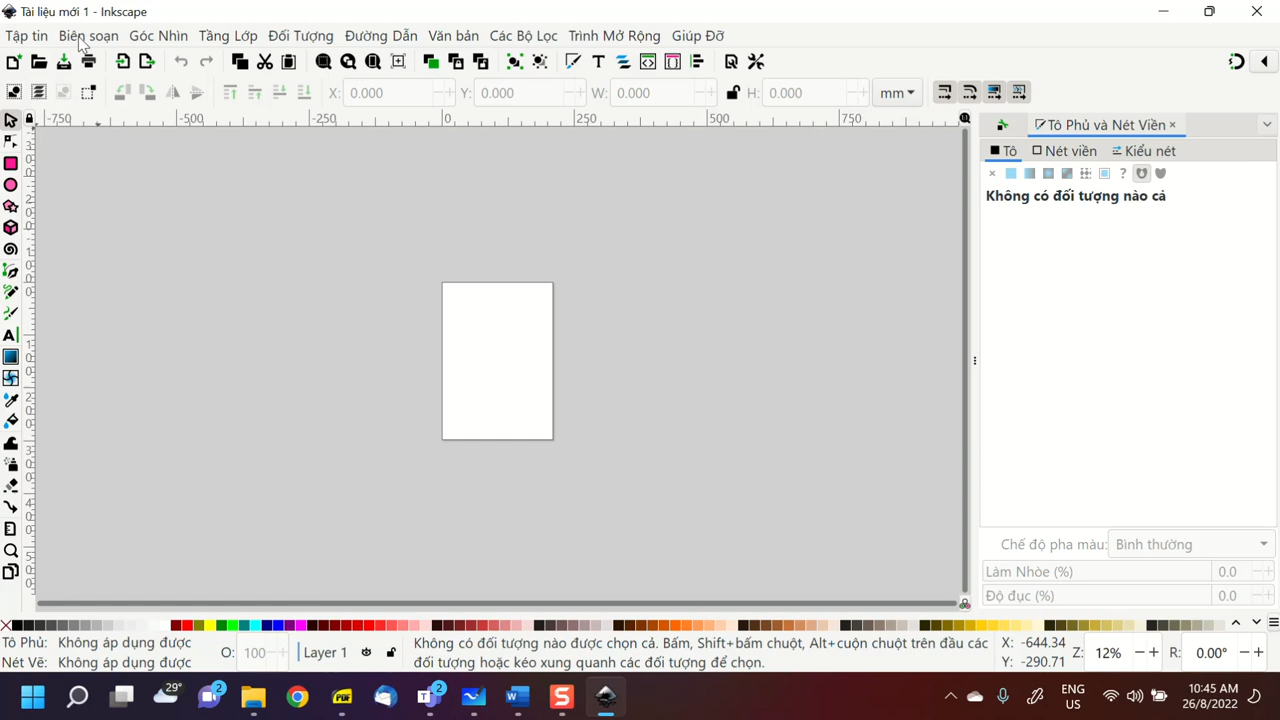 Tài liệu mới 1 - Inkscape
Tập tin Biên soạn Góc Nhìn Tầng Lớp Đối Tượng Đường Dẫn Văn bản Các Bộ Lọc Trình Mở Rộng Giúp Đỡ
X: 0.000 Y: 0.000 W: 0.000 H: 0.000 mm
-750 -500 -250 0 250 500 750
Tô Phủ và Nét Viền
Tô Nét viền Kiểu nét
Không có đối tượng nào cả
Chế độ pha màu: Bình thường
Làm Nhòe (%) 0.0
Độ đục (%) 0.0
Tô Phủ: Không áp dụng được
Nét Vẽ: Không áp dụng được
O: 100
Layer 1
Không có đối tượng nào được chọn cả. Bấm, Shift+bấm chuột, Alt+cuộn chuột trên đầu các
đối tượng hoặc kéo xung quanh các đối tượng để chọn.
X: -644.34
Y: -290.71
Z: 12%
R: 0.00°
29°
2
PDF
2
ENG
US
10:45 AM
26/8/2022